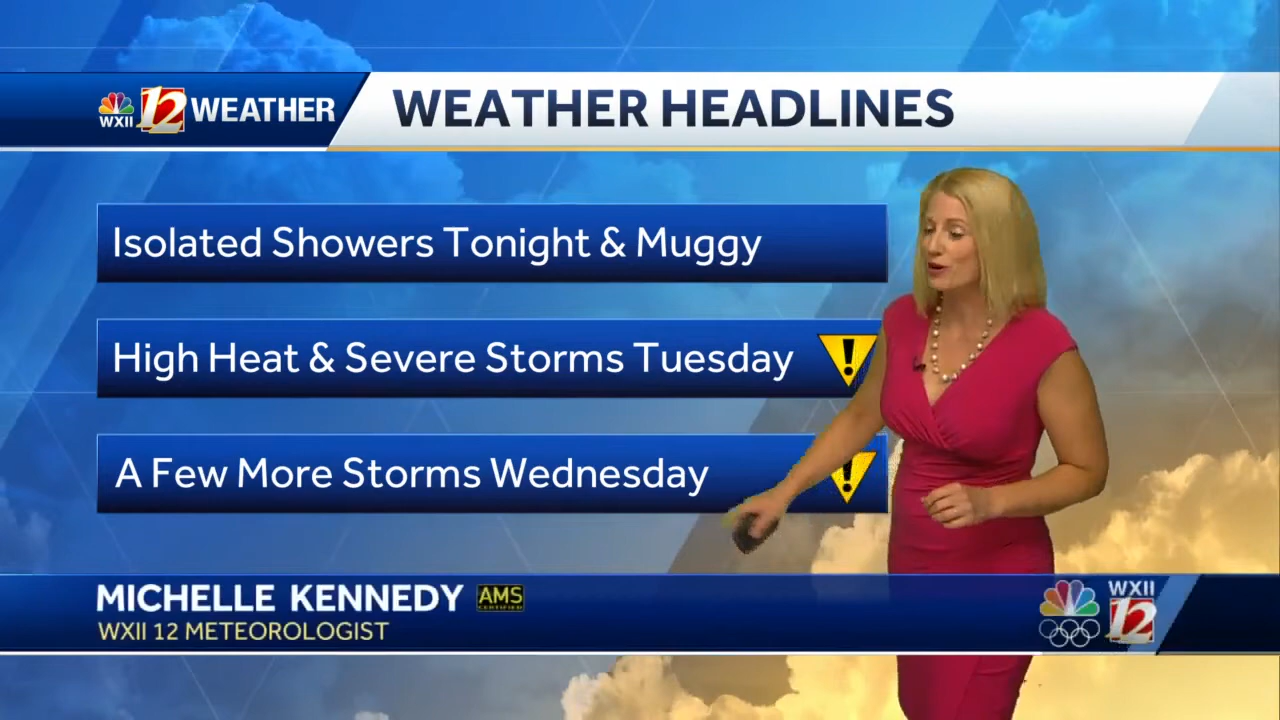 WXII 12 WEATHER
WEATHER HEADLINES
Isolated Showers Tonight & Muggy
High Heat & Severe Storms Tuesday
!
A Few More Storms Wednesday
!
MICHELLE KENNEDY AMS CERTIFIED
WXII 12 METEOROLOGIST
WXII
12